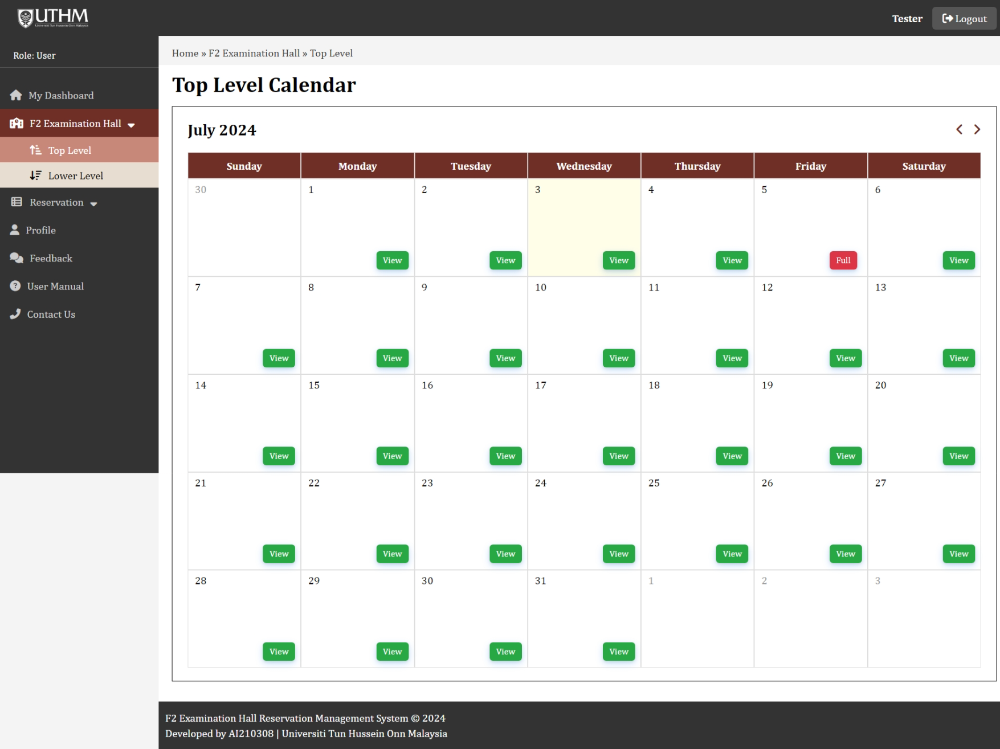 UTHM
Universiti Tun Hussein Onn Malaysia
Tester
Logout
Role: User
My Dashboard
F2 Examination Hall
Top Level
Lower Level
Reservation
Profile
Feedback
User Manual
Contact Us
Home » F2 Examination Hall » Top Level
Top Level Calendar
July 2024
Sunday Monday Tuesday Wednesday Thursday Friday Saturday
30 1 2 3 4 5 6
View View View View Full View
7 8 9 10 11 12 13
View View View View View View View
14 15 16 17 18 19 20
View View View View View View View
21 22 23 24 25 26 27
View View View View View View View
28 29 30 31 1 2 3
View View View View
F2 Examination Hall Reservation Management System © 2024
Developed by AI210308 | Universiti Tun Hussein Onn Malaysia